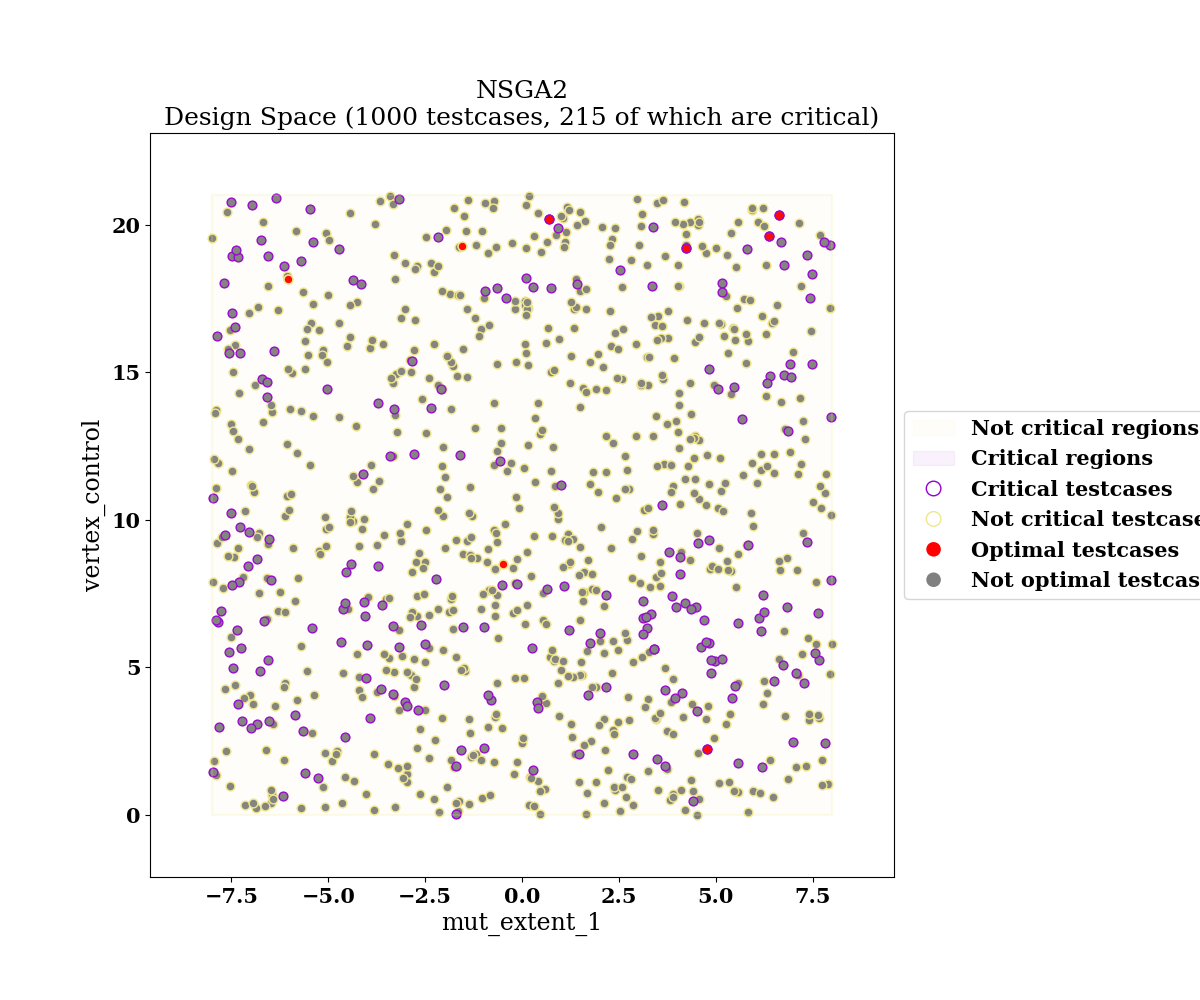 NSGA2
Design Space (1000 testcases, 215 of which are critical)
vertex_control
20
15
10
5
0
−7.5 −5.0 −2.5 0.0 2.5 5.0 7.5
mut_extent_1
Not critical regions
Critical regions
Critical testcases
Not critical testcase
Optimal testcases
Not optimal testcas